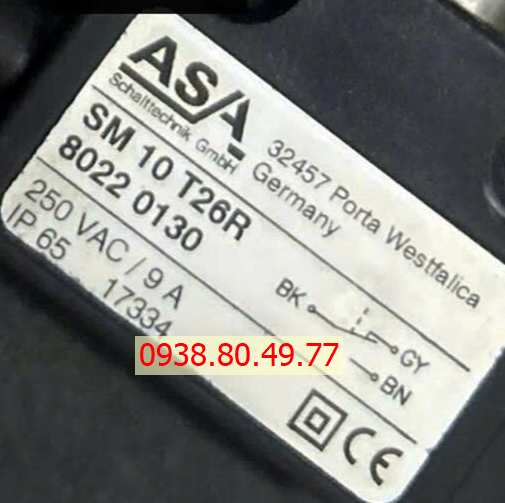 ASA
Schalttechnik GmbH
32457 Porta Westfalica
Germany
SM 10 T26R
8022 0130
250 VAC / 9 A
IP 65 17334
BK
GY
BN
CE
0938.80.49.77